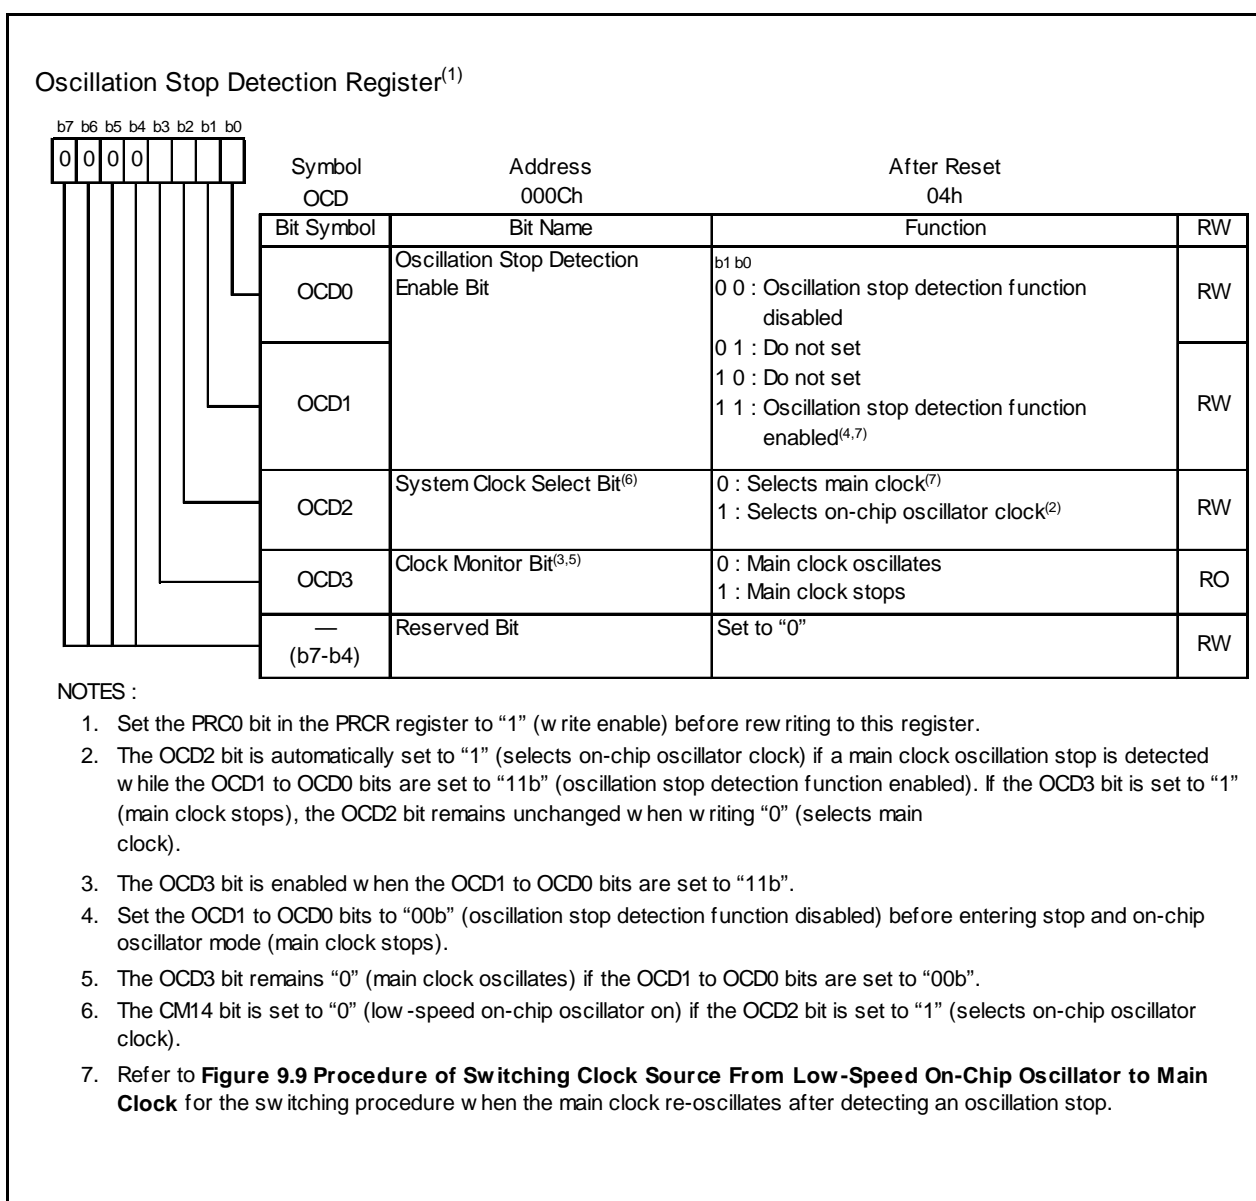 Oscillation Stop Detection Register(1)
b7 b6 b5 b4 b3 b2 b1 b0
0 0 0 0
Symbol Address After Reset
OCD 000Ch 04h
Bit Symbol Bit Name Function RW
OCD0 Oscillation Stop Detection Enable Bit b1 b0 RW
0 0 : Oscillation stop detection function
disabled
0 1 : Do not set
1 0 : Do not set
OCD1 1 1 : Oscillation stop detection function RW
enabled(4,7)
OCD2 System Clock Select Bit(6) 0 : Selects main clock(7) RW
1 : Selects on-chip oscillator clock(2)
OCD3 Clock Monitor Bit(3,5) 0 : Main clock oscillates RO
1 : Main clock stops
— Reserved Bit Set to “0” RW
(b7-b4)
NOTES :
1. Set the PRC0 bit in the PRCR register to “1” (write enable) before rewriting to this register.
2. The OCD2 bit is automatically set to “1” (selects on-chip oscillator clock) if a main clock oscillation stop is detected
while the OCD1 to OCD0 bits are set to “11b” (oscillation stop detection function enabled). If the OCD3 bit is set to “1”
(main clock stops), the OCD2 bit remains unchanged when writing “0” (selects main
clock).
3. The OCD3 bit is enabled when the OCD1 to OCD0 bits are set to “11b”.
4. Set the OCD1 to OCD0 bits to “00b” (oscillation stop detection function disabled) before entering stop and on-chip
oscillator mode (main clock stops).
5. The OCD3 bit remains “0” (main clock oscillates) if the OCD1 to OCD0 bits are set to “00b”.
6. The CM14 bit is set to “0” (low-speed on-chip oscillator on) if the OCD2 bit is set to “1” (selects on-chip oscillator
clock).
7. Refer to Figure 9.9 Procedure of Switching Clock Source From Low-Speed On-Chip Oscillator to Main
Clock for the switching procedure when the main clock re-oscillates after detecting an oscillation stop.